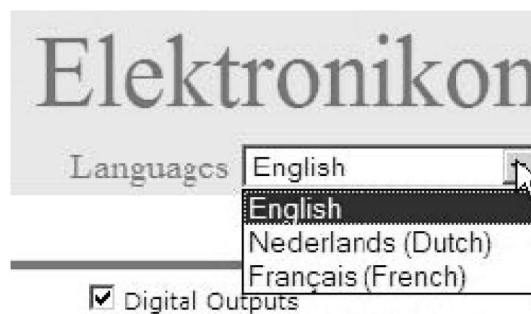 Elektronikon
Languages English
English
Nederlands (Dutch)
Français (French)
Digital Outputs